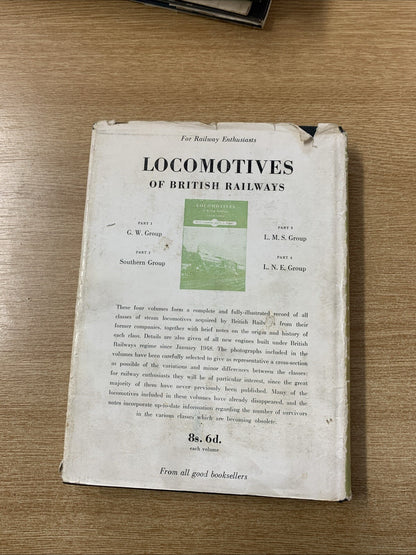 For Railway Enthusiasts
LOCOMOTIVES
OF BRITISH RAILWAYS
PART 1
G. W. Group
PART 2
Southern Group
LOCOMOTIVES
PART 3
L. M. S. Group
PART 4
L. N. E. Group
These four volumes form a complete and fully-illustrated record of all
classes of steam locomotives acquired by British Railways from their
former companies, together with brief notes on the origin and history of
each class. Details are also given of all new engines built under British
Railways regime since January 1948. The photographs included in the
volumes have been carefully selected to give as representative a cross-section
as possible of the variations and minor differences between the classes;
for railway enthusiasts they will be of particular interest, since the great
majority of them have never previously been published. Many of the
locomotives included in these volumes have already disappeared, and the
notes incorporate up-to-date information regarding the number of survivors
in the various classes which are becoming obsolete.
8s. 6d.
each volume
From all good booksellers